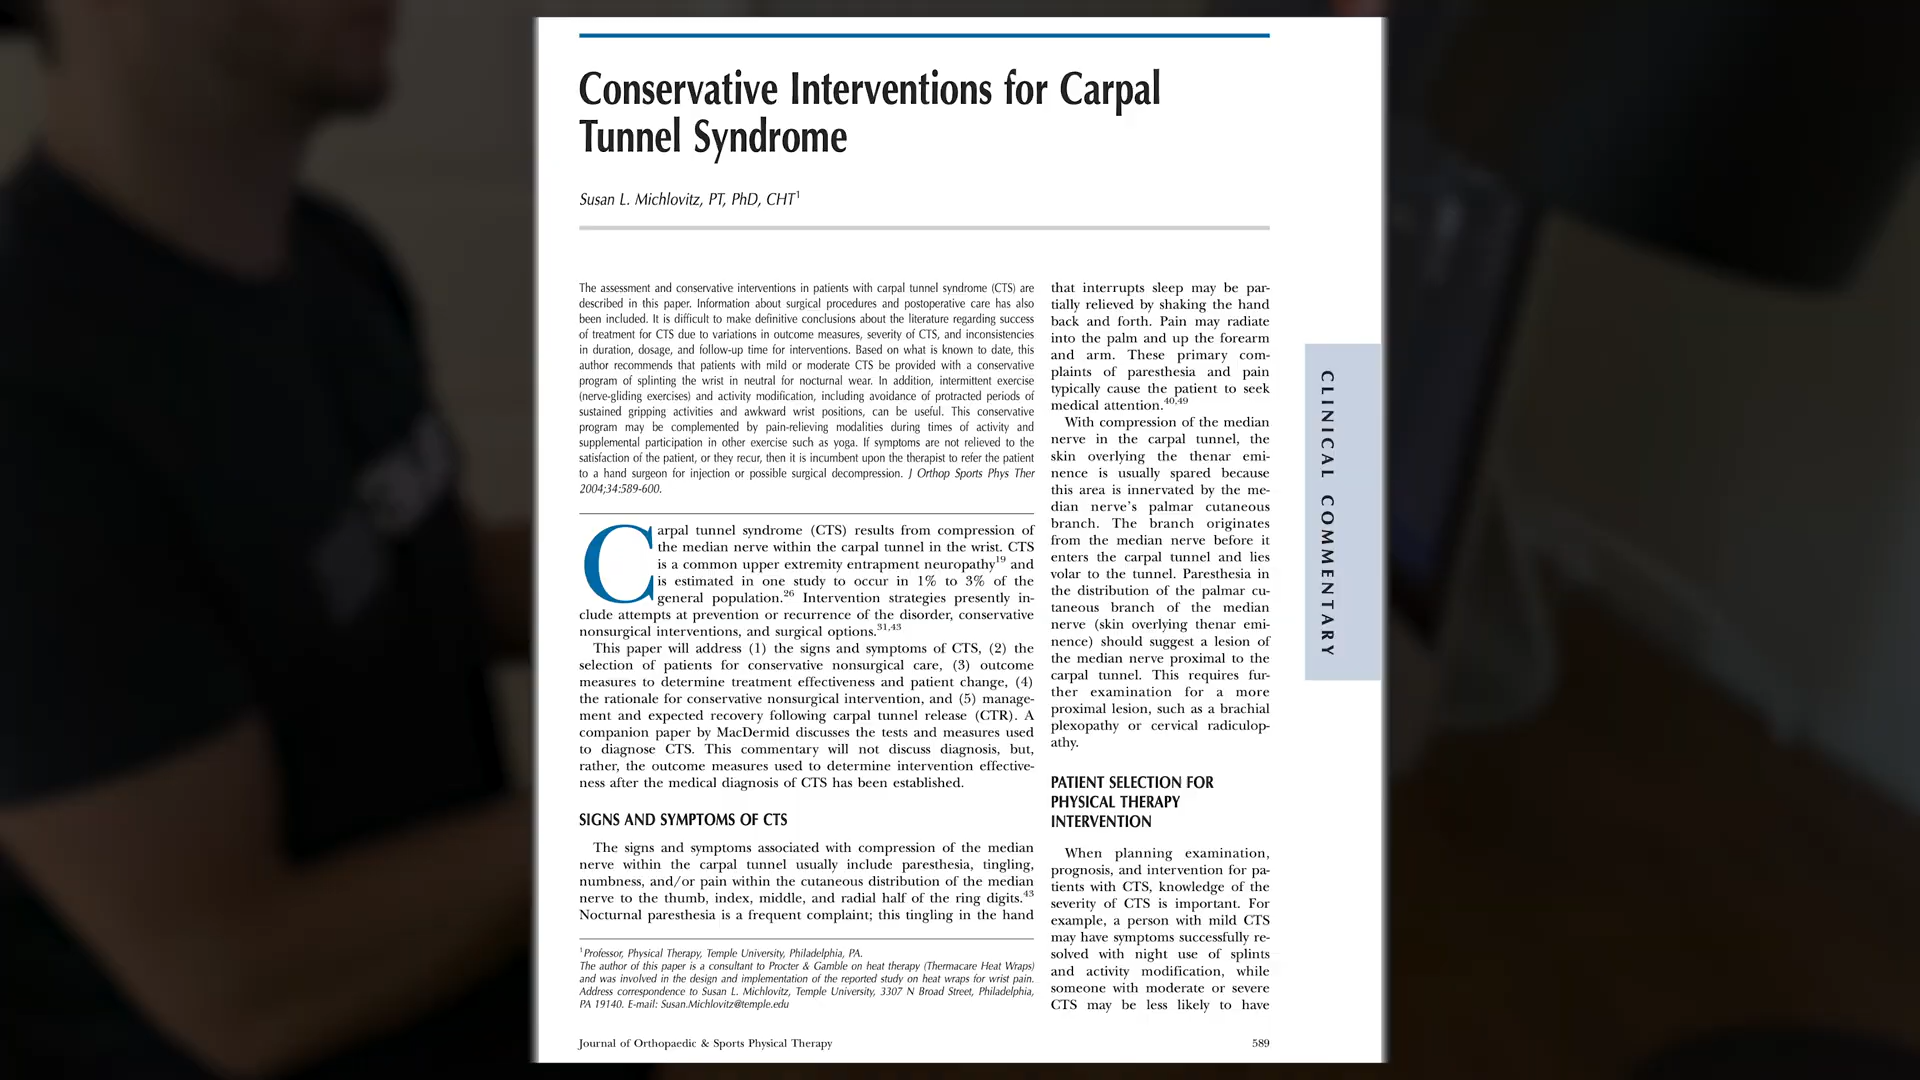 Conservative Interventions for Carpal
Tunnel Syndrome
Susan L. Michlovitz, PT, PhD, CHT1
The assessment and conservative interventions in patients with carpal tunnel syndrome (CTS) are
described in this paper. Information about surgical procedures and postoperative care has also
been included. It is difficult to make definitive conclusions about the literature regarding success
of treatment for CTS due to variations in outcome measures, severity of CTS, and inconsistencies
in duration, dosage, and follow-up time for interventions. Based on what is known to date, this
author recommends that patients with mild or moderate CTS be provided with a conservative
program of splinting the wrist in neutral for nocturnal wear. In addition, intermittent exercise
(nerve-gliding exercises) and activity modification, including avoidance of protracted periods of
sustained gripping activities and awkward wrist positions, can be useful. This conservative
program may be complemented by pain-relieving modalities during times of activity and
supplemental participation in other exercise such as yoga. If symptoms are not relieved to the
satisfaction of the patient, or they recur, then it is incumbent upon the therapist to refer the patient
to a hand surgeon for injection or possible surgical decompression. J Orthop Sports Phys Ther
2004;34:589-600.
Carpal tunnel syndrome (CTS) results from compression of
the median nerve within the carpal tunnel in the wrist. CTS
is a common upper extremity entrapment neuropathy19 and
is estimated in one study to occur in 1% to 3% of the
general population.26 Intervention strategies presently in-
clude attempts at prevention or recurrence of the disorder, conservative
nonsurgical interventions, and surgical options.31,43
This paper will address (1) the signs and symptoms of CTS, (2) the
selection of patients for conservative nonsurgical care, (3) outcome
measures to determine treatment effectiveness and patient change, (4)
the rationale for conservative nonsurgical intervention, and (5) manage-
ment and expected recovery following carpal tunnel release (CTR). A
companion paper by MacDermid discusses the tests and measures used
to diagnose CTS. This commentary will not discuss diagnosis, but,
rather, the outcome measures used to determine intervention effective-
ness after the medical diagnosis of CTS has been established.
SIGNS AND SYMPTOMS OF CTS
The signs and symptoms associated with compression of the median
nerve within the carpal tunnel usually include paresthesia, tingling,
numbness, and/or pain within the cutaneous distribution of the median
nerve to the thumb, index, middle, and radial half of the ring digits.43
Nocturnal paresthesia is a frequent complaint; this tingling in the hand
1Professor, Physical Therapy, Temple University, Philadelphia, PA.
The author of this paper is a consultant to Procter & Gamble on heat therapy (Thermacare Heat Wraps)
and was involved in the design and implementation of the reported study on heat wraps for wrist pain.
Address correspondence to Susan L. Michlovitz, Temple University, 3307 N Broad Street, Philadelphia,
PA 19140. E-mail: Susan.Michlovitz@temple.edu
that interrupts sleep may be par-
tially relieved by shaking the hand
back and forth. Pain may radiate
into the palm and up the forearm
and arm. These primary com-
plaints of paresthesia and pain
typically cause the patient to seek
medical attention.40,49
With compression of the median
nerve in the carpal tunnel, the
skin overlying the thenar emi-
nence is usually spared because
this area is innervated by the me-
dian nerve's palmar cutaneous
branch. The branch originates
from the median nerve before it
enters the carpal tunnel and lies
volar to the tunnel. Paresthesia in
the distribution of the palmar cu-
taneous branch of the median
nerve (skin overlying thenar emi-
nence) should suggest a lesion of
the median nerve proximal to the
carpal tunnel. This requires fur-
ther examination for a more
proximal lesion, such as a brachial
plexopathy or cervical radiculop-
athy.
PATIENT SELECTION FOR
PHYSICAL THERAPY
INTERVENTION
When planning examination,
prognosis, and intervention for pa-
tients with CTS, knowledge of the
severity of CTS is important. For
example, a person with mild CTS
may have symptoms successfully re-
solved with night use of splints
and activity modification, while
someone with moderate or severe
CTS may be less likely to have
CLINICAL COMMENTARY
Journal of Orthopaedic & Sports Physical Therapy
589